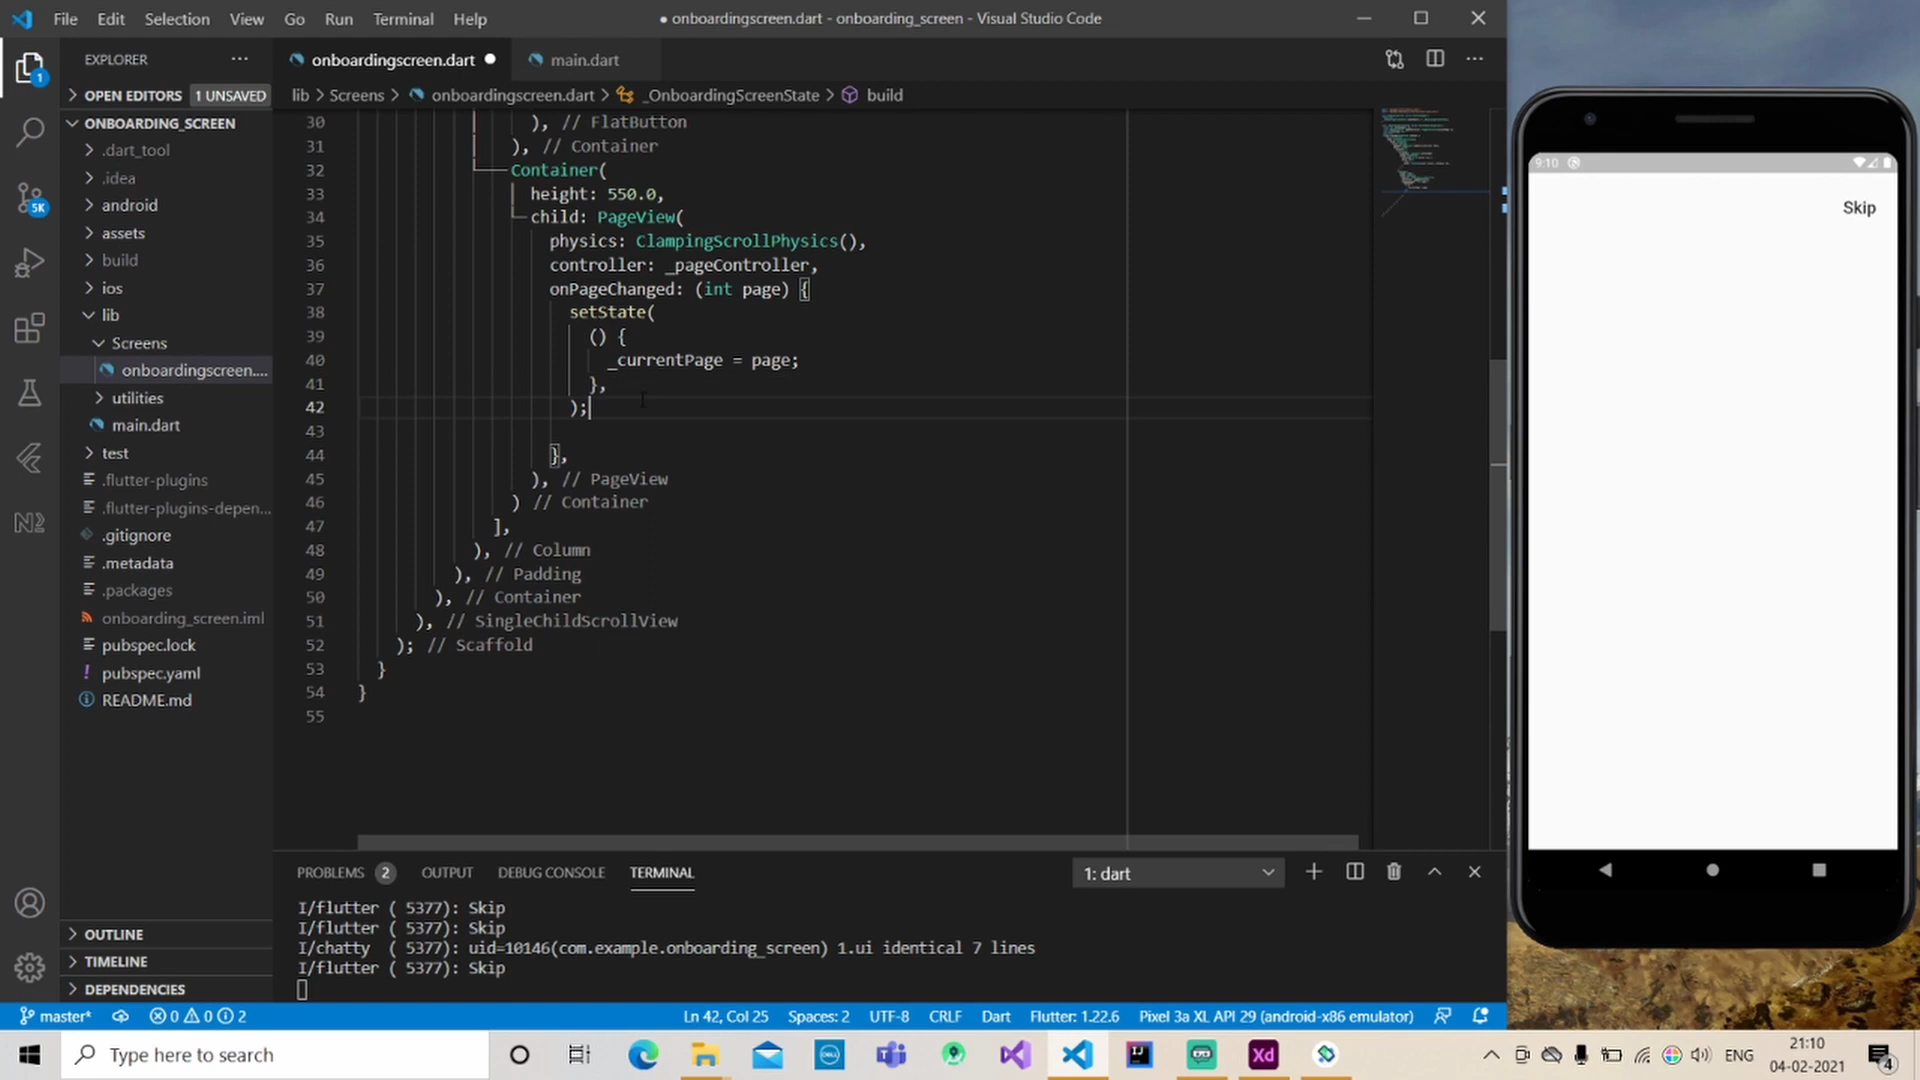 File Edit Selection View Go Run Terminal Help
● onboardingscreen.dart - onboarding_screen - Visual Studio Code
EXPLORER
onboardingscreen.dart
main.dart
OPEN EDITORS 1 UNSAVED
lib > Screens > onboardingscreen.dart > _OnboardingScreenState > build
ONBOARDING_SCREEN
.dart_tool
.idea
android
assets
build
ios
lib
Screens
onboardingscreen....
utilities
main.dart
test
.flutter-plugins
.flutter-plugins-depen...
.gitignore
.metadata
.packages
onboarding_screen.iml
pubspec.lock
pubspec.yaml
README.md
OUTLINE
TIMELINE
DEPENDENCIES
1
5K
30 ), // FlatButton
31 ), // Container
32 Container(
33 height: 550.0,
34 child: PageView(
35 physics: ClampingScrollPhysics(),
36 controller: _pageController,
37 onPageChanged: (int page) {
38 setState(
39 () {
40 _currentPage = page;
41 },
42 );
43
44 },
45 ), // PageView
46 ) // Container
47 ],
48 ), // Column
49 ), // Padding
50 ), // Container
51 ), // SingleChildScrollView
52 ); // Scaffold
53 }
54 }
55
PROBLEMS 2 OUTPUT DEBUG CONSOLE TERMINAL
1: dart
I/flutter ( 5377): Skip
I/flutter ( 5377): Skip
I/chatty ( 5377): uid=10146(com.example.onboarding_screen) 1.ui identical 7 lines
I/flutter ( 5377): Skip
master* 0 0 2
Ln 42, Col 25 Spaces: 2 UTF-8 CRLF Dart Flutter: 1.22.6 Pixel 3a XL API 29 (android-x86 emulator)
9:10
Skip
Type here to search
DELL
Xd
ENG
21:10
04-02-2021
4